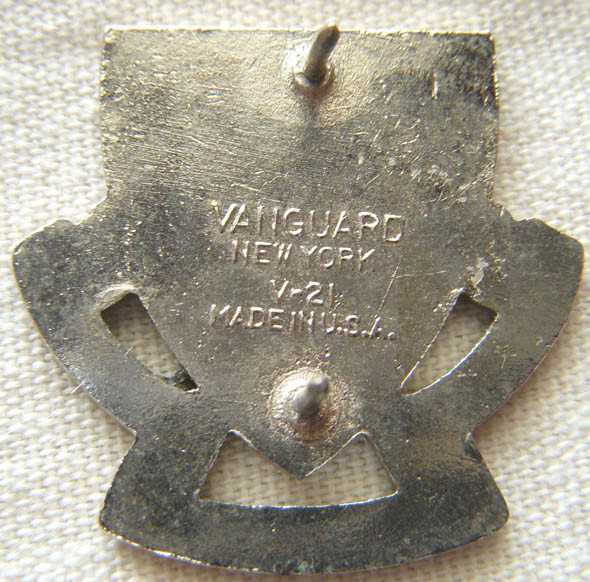 VANGUARD
NEW YORK
V-21
MADE IN U.S.A.